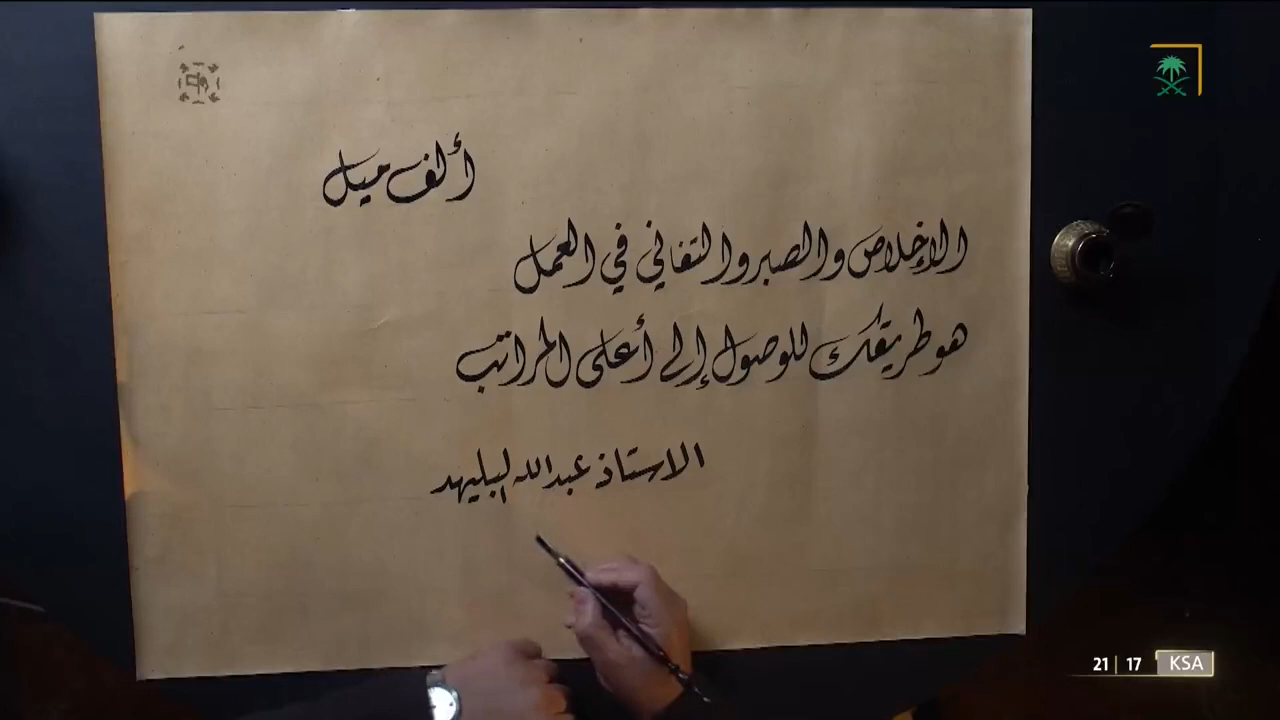 ألف ميل
الإخلاص والصبر والتفاني في العمل
هو طريقك للوصول إلى أعلى المراتب
الاستاذ عبدالله البليهد
21 | 17 KSA